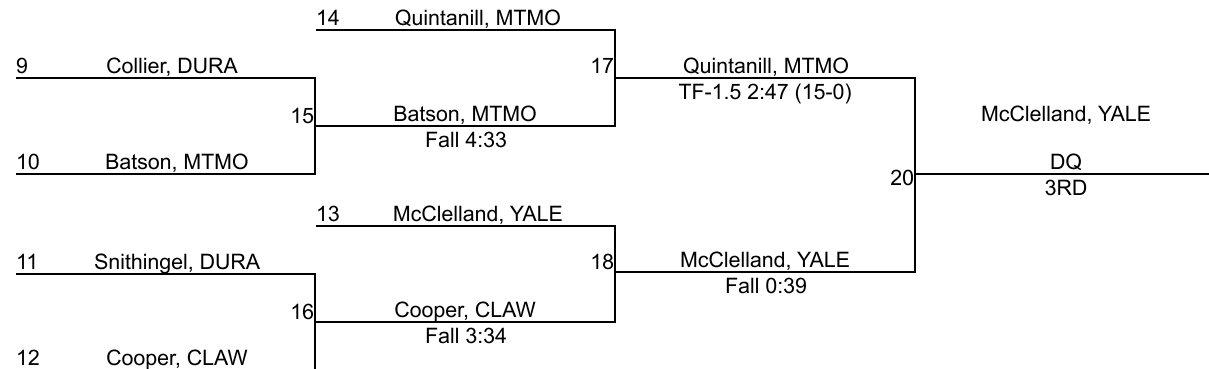 14 Quintanill, MTMO
9 Collier, DURA
17 Quintanill, MTMO
TF-1.5 2:47 (15-0)
15 Batson, MTMO
Fall 4:33
McClelland, YALE
10 Batson, MTMO
20 DQ
3RD
13 McClelland, YALE
11 Snithingel, DURA
18 McClelland, YALE
Fall 0:39
16 Cooper, CLAW
Fall 3:34
12 Cooper, CLAW